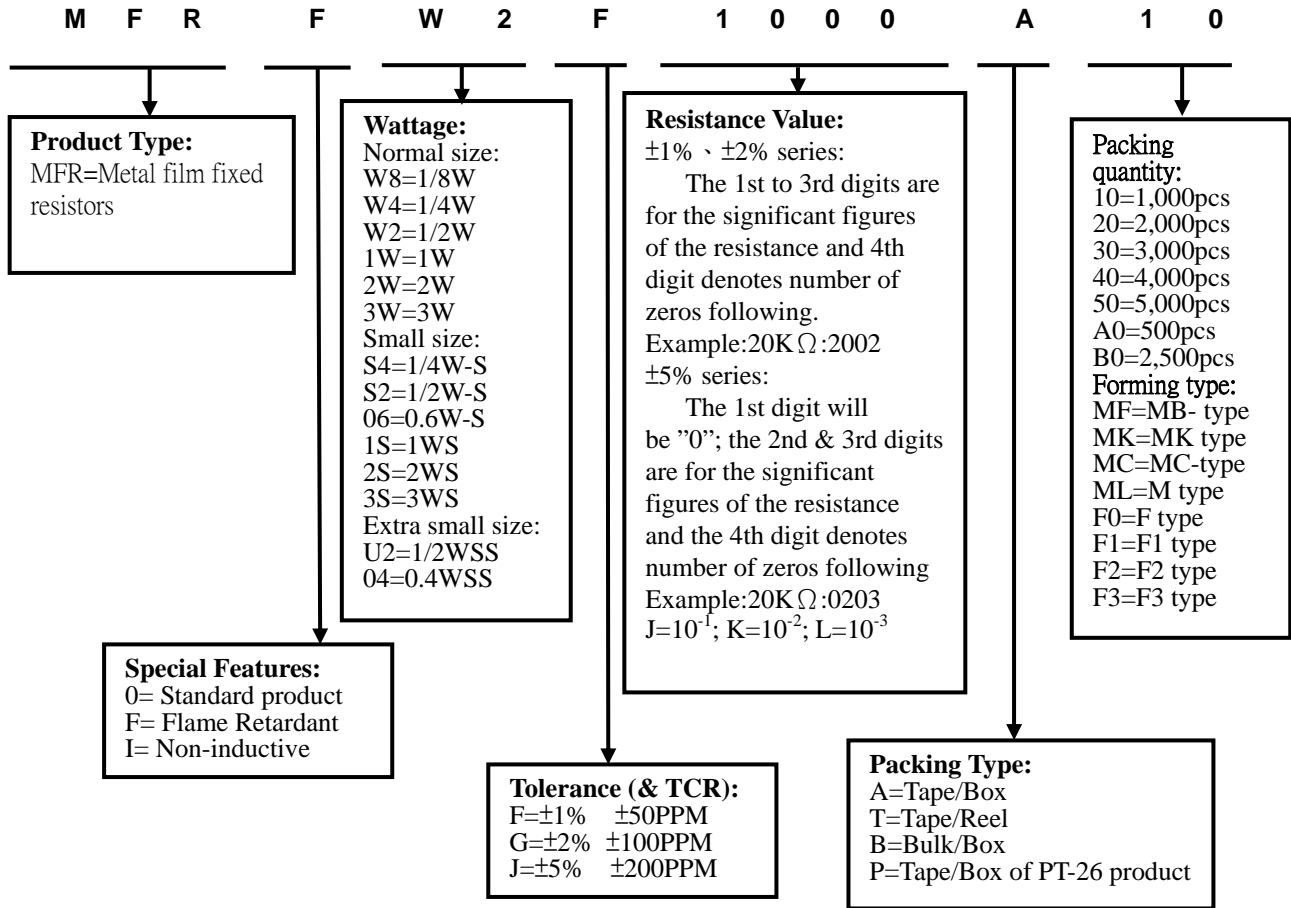 M F R F W 2 F 1 0 0 0 A 1 0
Product Type:
MFR=Metal film fixed
resistors
Wattage:
Normal size:
W8=1/8W
W4=1/4W
W2=1/2W
1W=1W
2W=2W
3W=3W
Small size:
S4=1/4W-S
S2=1/2W-S
06=0.6W-S
1S=1WS
2S=2WS
3S=3WS
Extra small size:
U2=1/2WSS
04=0.4WSS
Resistance Value:
±1% 、±2% series:
The 1st to 3rd digits are
for the significant figures
of the resistance and 4th
digit denotes number of
zeros following.
Example:20KΩ:2002
±5% series:
The 1st digit will
be ”0”; the 2nd & 3rd digits
are for the significant
figures of the resistance
and the 4th digit denotes
number of zeros following
Example:20KΩ:0203
J=10⁻¹; K=10⁻²; L=10⁻³
Packing
quantity:
10=1,000pcs
20=2,000pcs
30=3,000pcs
40=4,000pcs
50=5,000pcs
A0=500pcs
B0=2,500pcs
Forming type:
MF=MB- type
MK=MK type
MC=MC-type
ML=M type
F0=F type
F1=F1 type
F2=F2 type
F3=F3 type
Special Features:
0= Standard product
F= Flame Retardant
I= Non-inductive
Tolerance (& TCR):
F=±1% ±50PPM
G=±2% ±100PPM
J=±5% ±200PPM
Packing Type:
A=Tape/Box
T=Tape/Reel
B=Bulk/Box
P=Tape/Box of PT-26 product